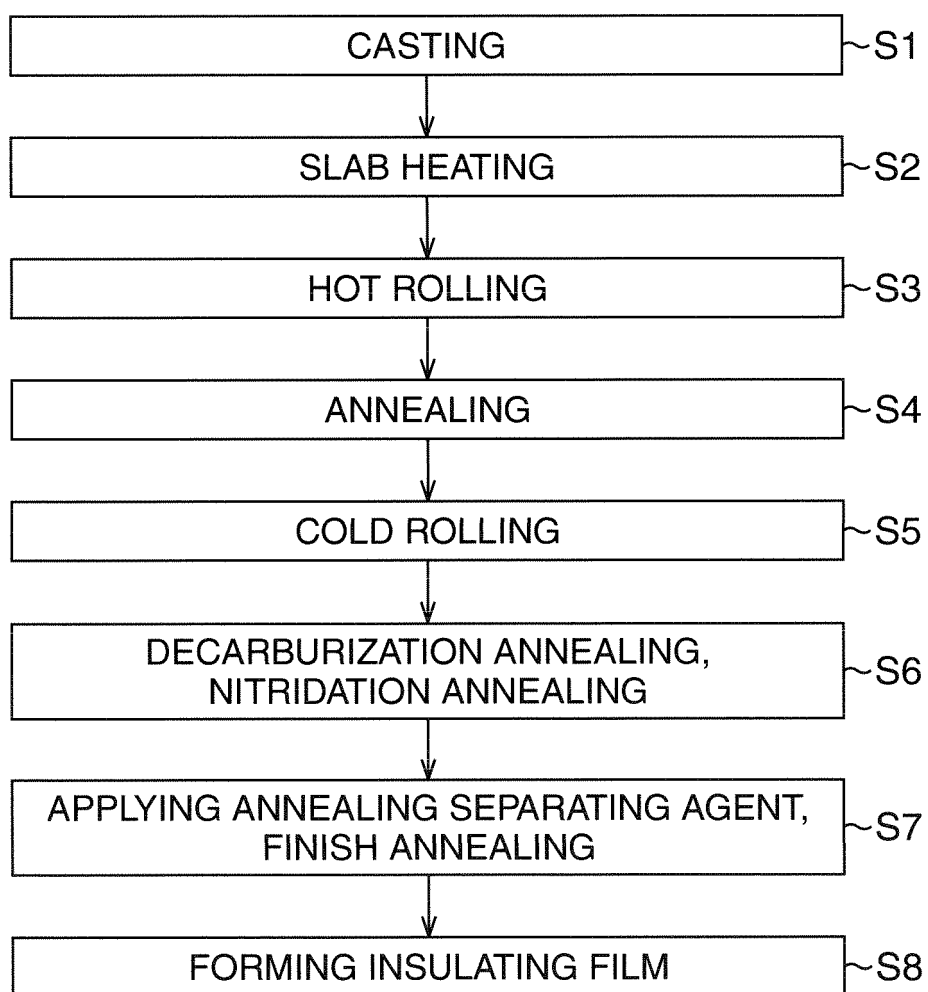 CASTING
S1
SLAB HEATING
S2
HOT ROLLING
S3
ANNEALING
S4
COLD ROLLING
S5
DECARBURIZATION ANNEALING,
NITRIDATION ANNEALING
S6
APPLYING ANNEALING SEPARATING AGENT,
FINISH ANNEALING
S7
FORMING INSULATING FILM
S8